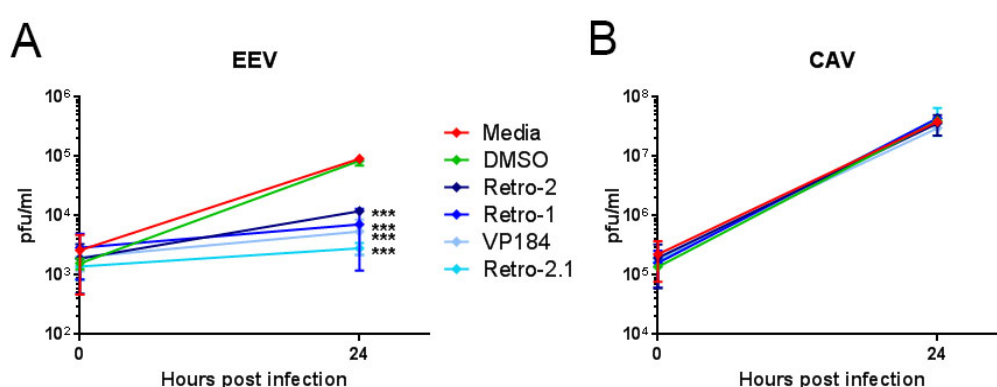 A
EEV
10⁶
10⁵
10⁴
10³
10²
pfu/ml
0
24
Hours post infection
***
***
***
***
Media
DMSO
Retro-2
Retro-1
VP184
Retro-2.1
B
CAV
10⁸
10⁷
10⁶
10⁵
10⁴
pfu/ml
0
24
Hours post infection